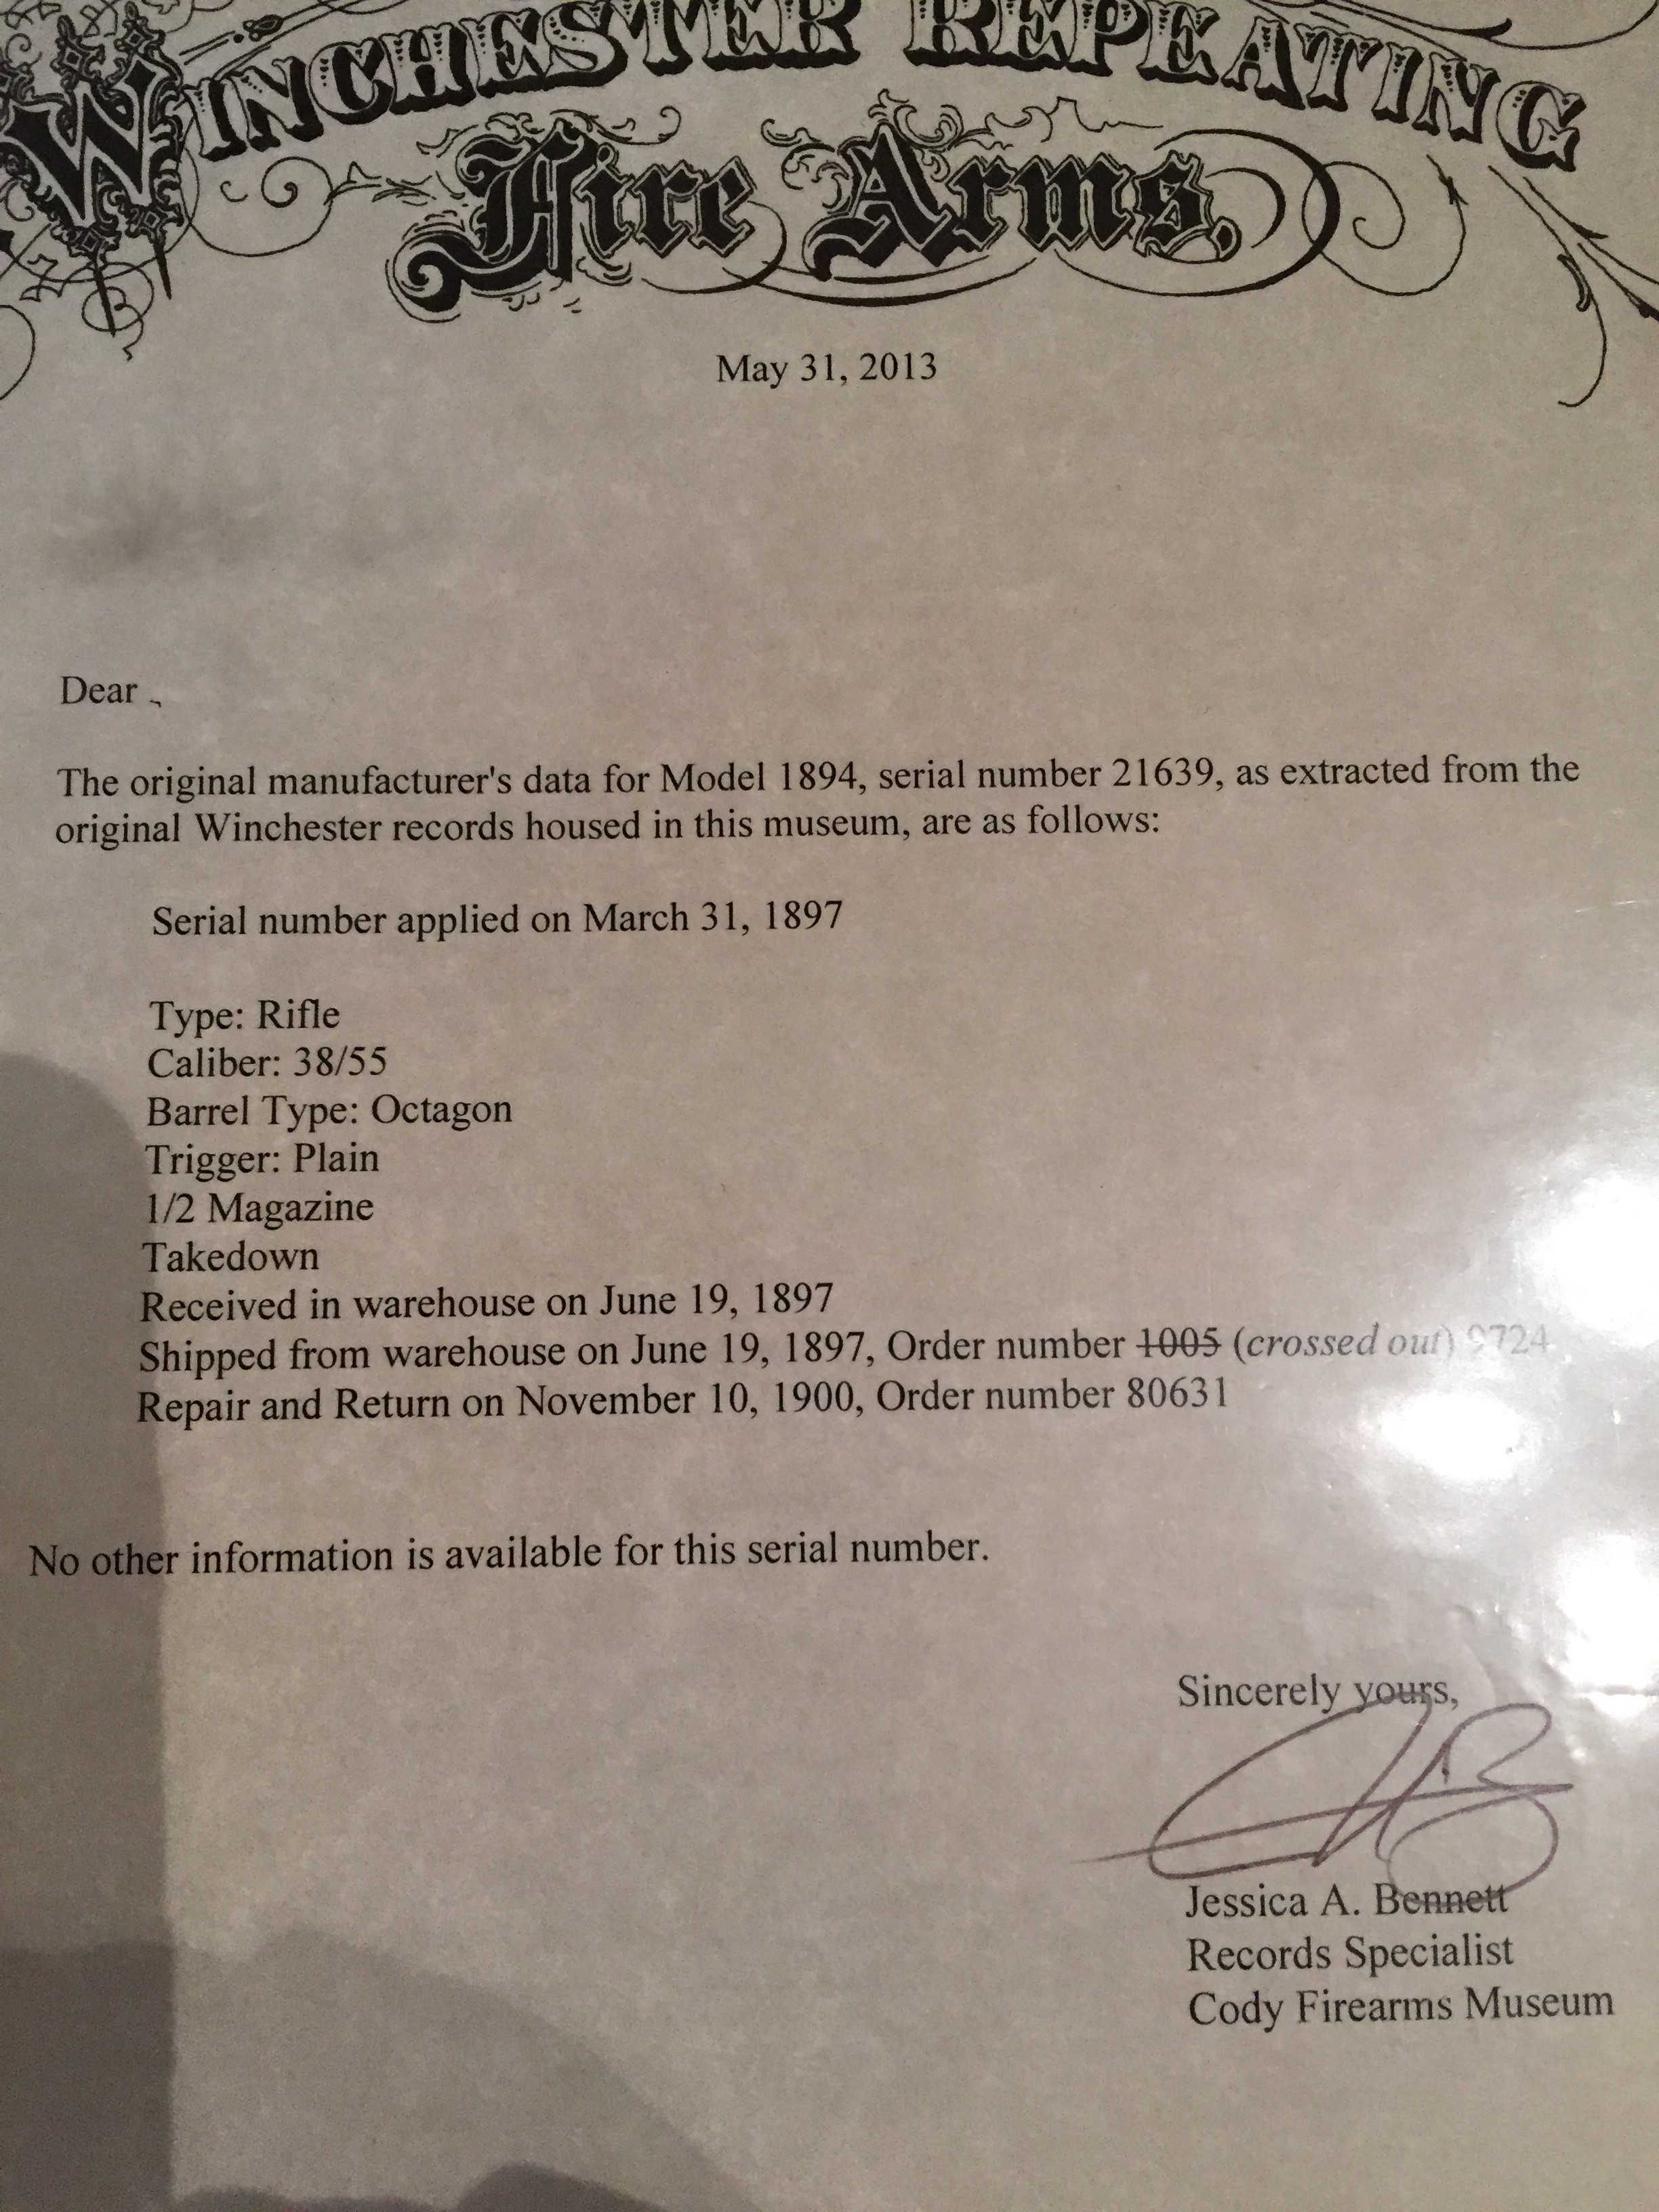 WINCHESTER REPEATING
Fire Arms,
May 31, 2013
Dear
The original manufacturer's data for Model 1894, serial number 21639, as extracted from the
original Winchester records housed in this museum, are as follows:
Serial number applied on March 31, 1897
Type: Rifle
Caliber: 38/55
Barrel Type: Octagon
Trigger: Plain
1/2 Magazine
Takedown
Received in warehouse on June 19, 1897
Shipped from warehouse on June 19, 1897, Order number 1005 (crossed out) 9724
Repair and Return on November 10, 1900, Order number 80631
No other information is available for this serial number.
Sincerely yours,
Jessica A. Bennett
Records Specialist
Cody Firearms Museum